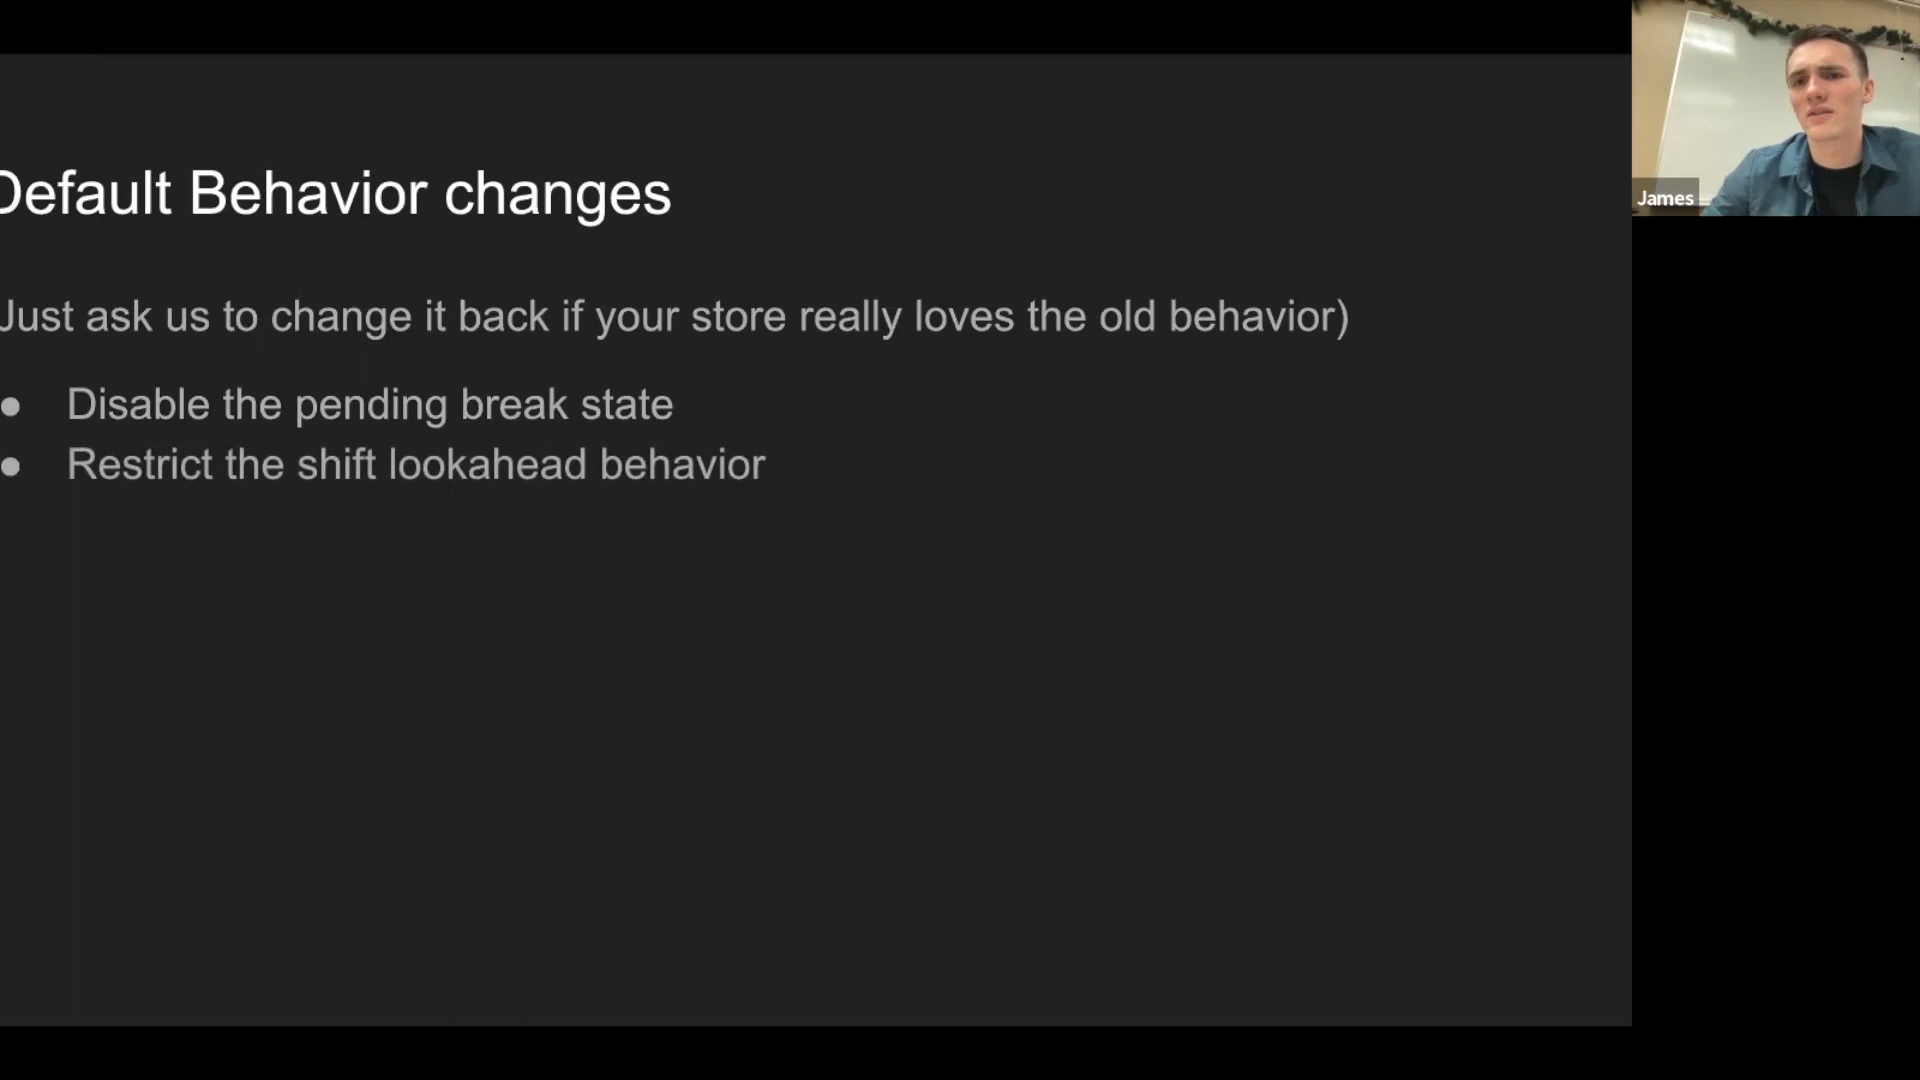 Default Behavior changes
Just ask us to change it back if your store really loves the old behavior)
● Disable the pending break state
● Restrict the shift lookahead behavior
James